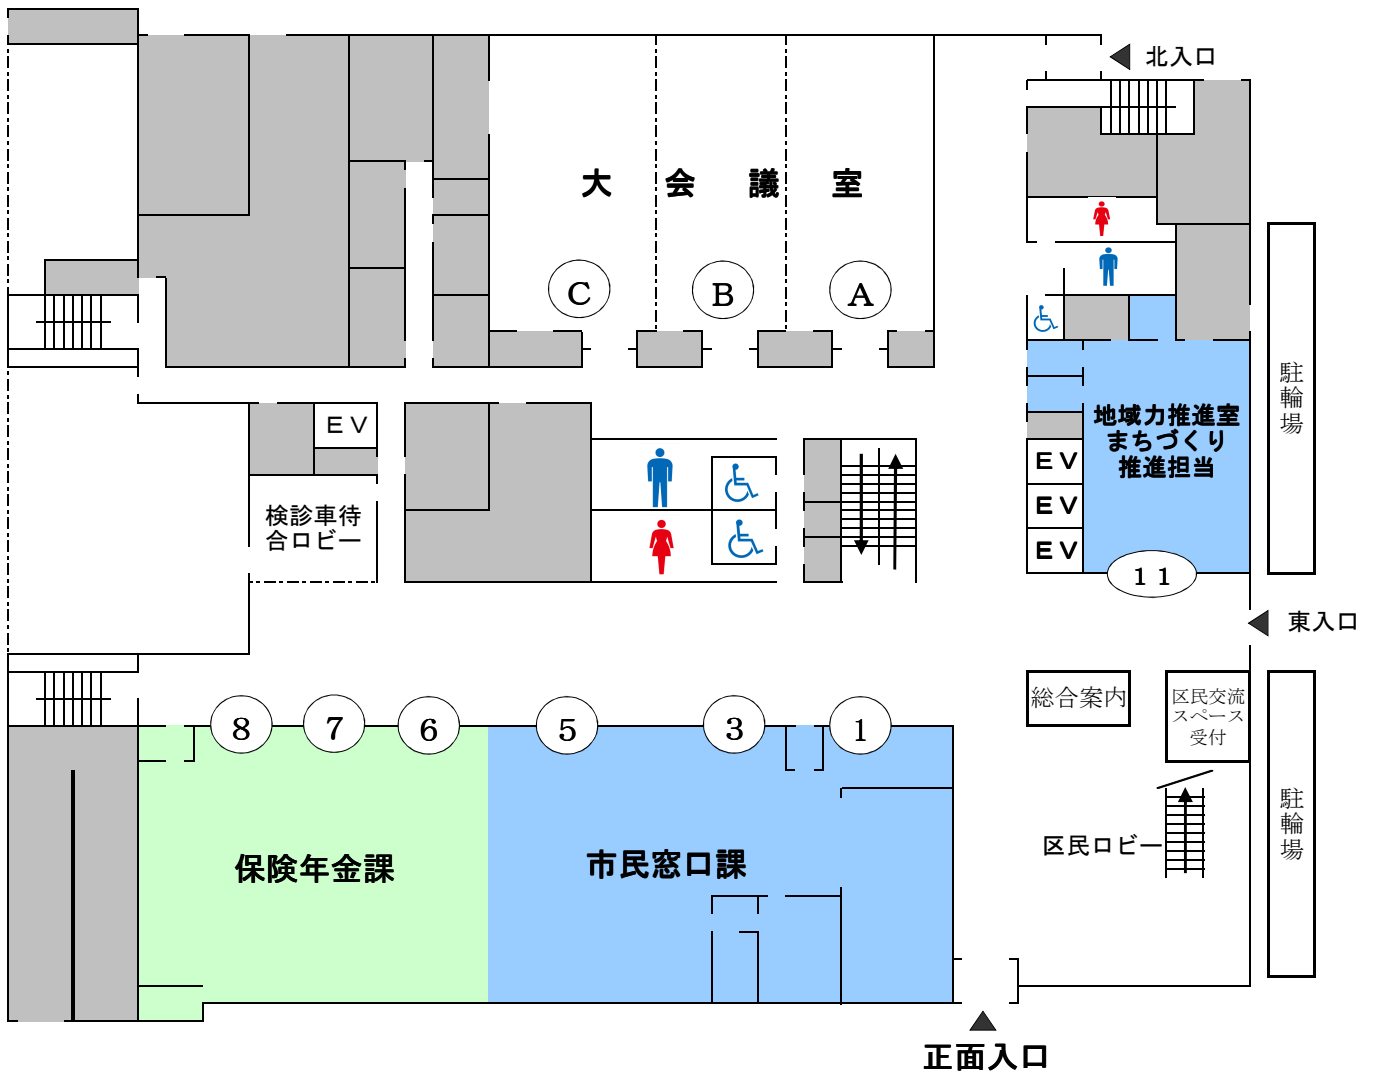 北入口
大会議室
C
B
A
駐輪場
地域力推進室
まちづくり
推進担当
EV
EV
EV
EV
検診車待
合ロビー
11
東入口
総合案内
区民交流
スペース
受付
8
7
6
5
3
1
保険年金課
市民窓口課
区民ロビー
駐輪場
正面入口